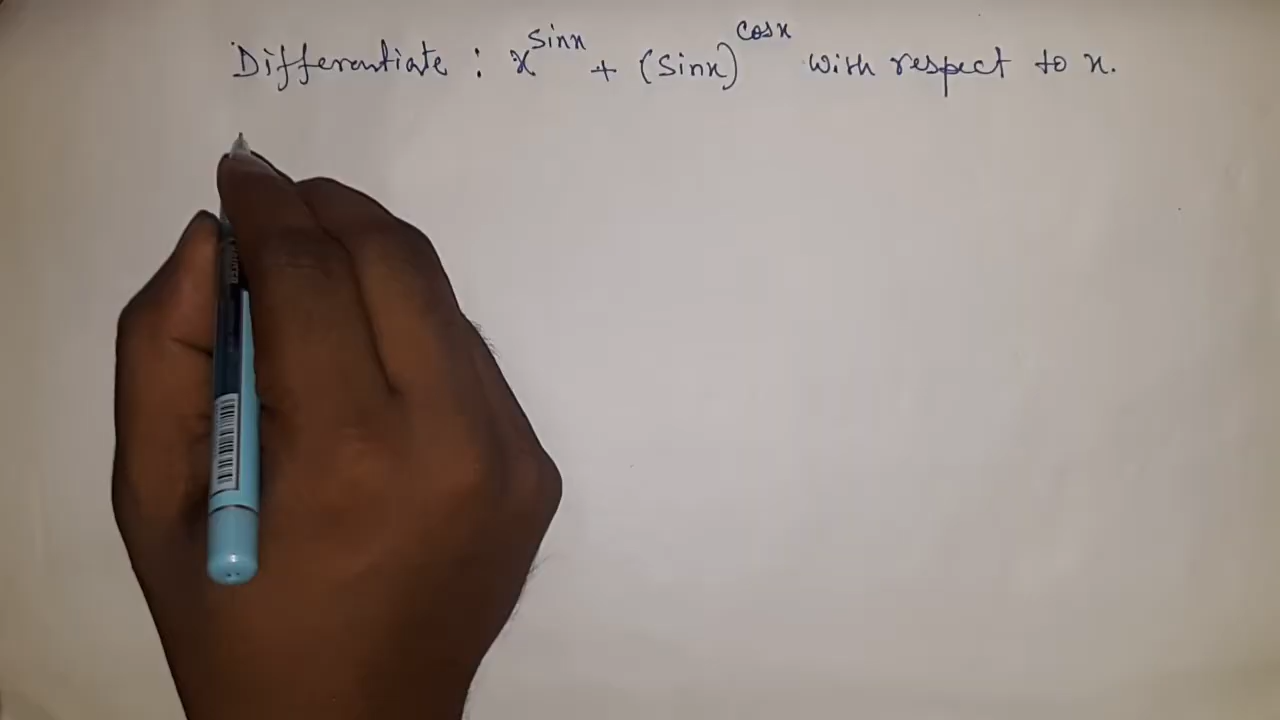 Differentiate : x^sinx + (sinx)^cosx with respect to x.